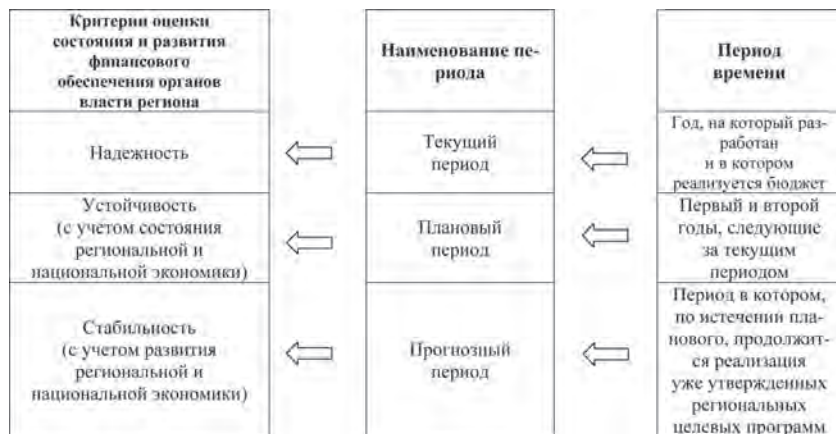 Критерии оценки
состояния и развития
финансового
обеспечения органов
власти региона
Наименование пе-
риода
Период
времени
Надежность
Текущий
период
Год, на который раз-
работан
и в котором
реализуется бюджет
Устойчивость
(с учетом состояния
региональной и
национальной экономики)
Плановый
период
Первый и второй
годы, следующие
за текущим
периодом
Стабильность
(с учетом развития
региональной и
национальной экономики)
Прогнозный
период
Период в котором,
по истечении пла-
нового, продолжит-
ся реализация
уже утвержденных
региональных
целевых программ